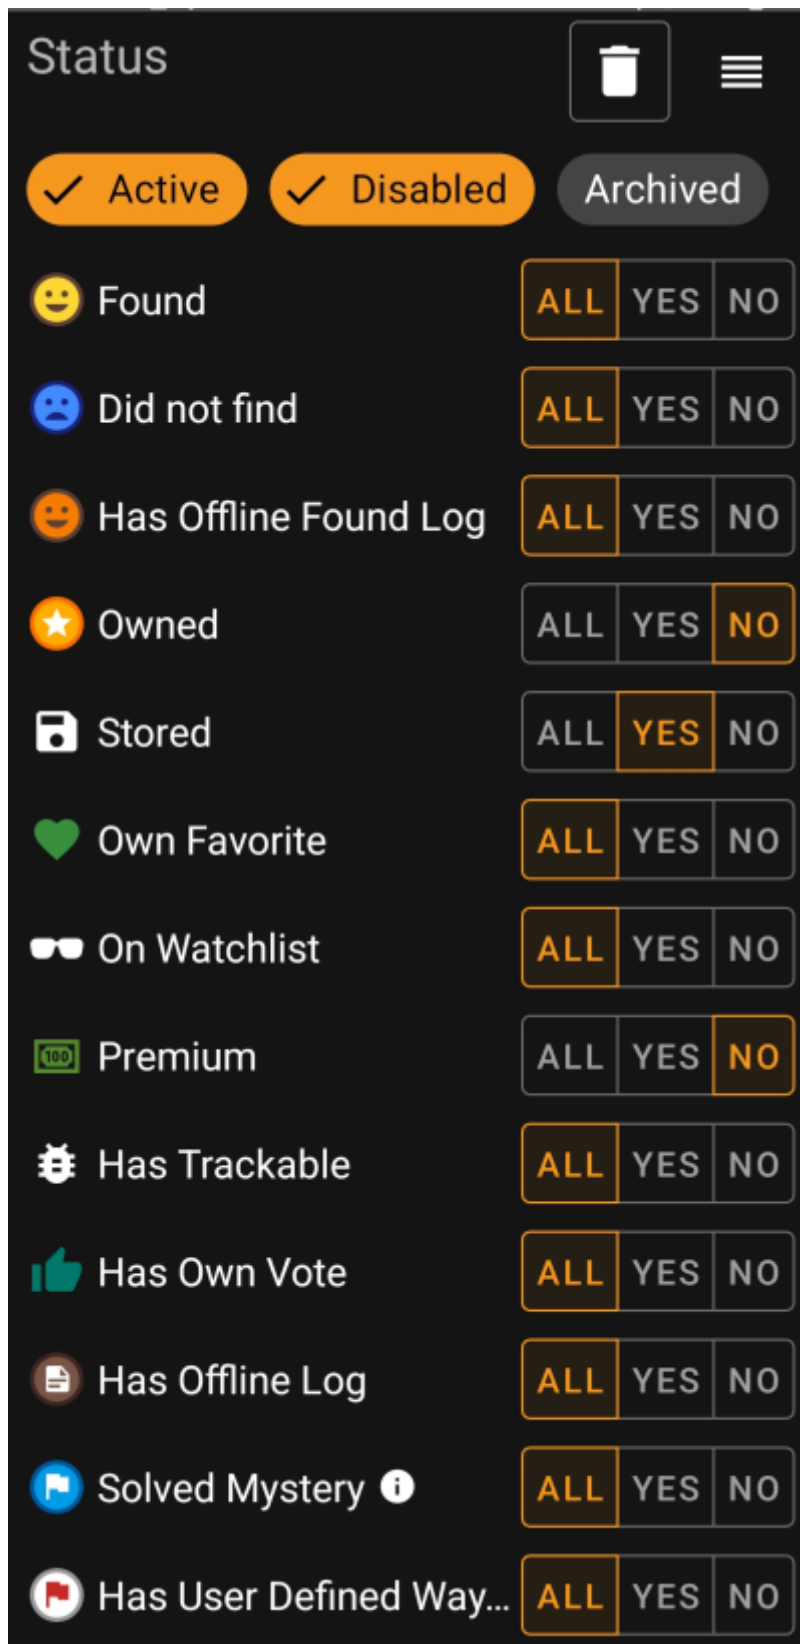 Status
Active Disabled Archived
Found ALL YES NO
Did not find ALL YES NO
Has Offline Found Log ALL YES NO
Owned ALL YES NO
Stored ALL YES NO
Own Favorite ALL YES NO
On Watchlist ALL YES NO
100 Premium ALL YES NO
Has Trackable ALL YES NO
Has Own Vote ALL YES NO
Has Offline Log ALL YES NO
Solved Mystery i ALL YES NO
Has User Defined Way... ALL YES NO